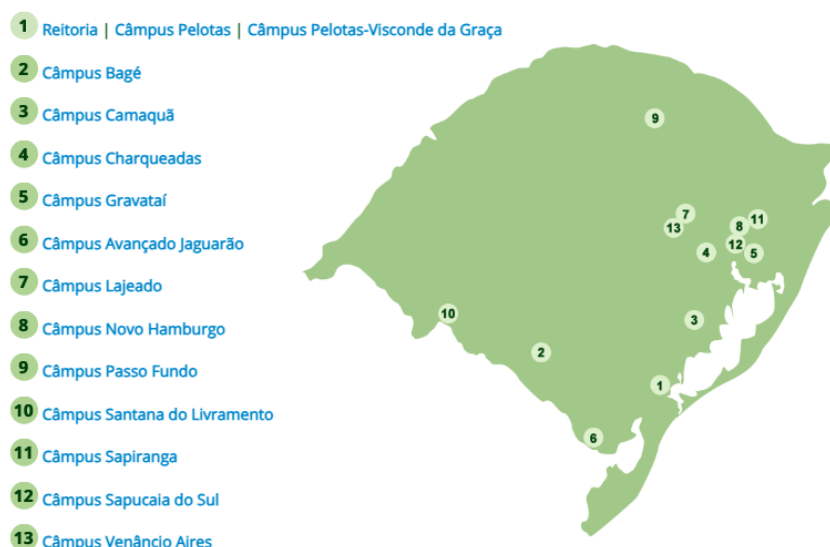 1 Reitoria | Câmpus Pelotas | Câmpus Pelotas-Visconde da Graça
2 Câmpus Bagé
3 Câmpus Camaquã
4 Câmpus Charqueadas
5 Câmpus Gravataí
6 Câmpus Avançado Jaguarão
7 Câmpus Lajeado
8 Câmpus Novo Hamburgo
9 Câmpus Passo Fundo
10 Câmpus Santana do Livramento
11 Câmpus Sapiranga
12 Câmpus Sapucaia do Sul
13 Câmpus Venâncio Aires
9
7
11
13
8
12
4
5
10
3
2
1
6